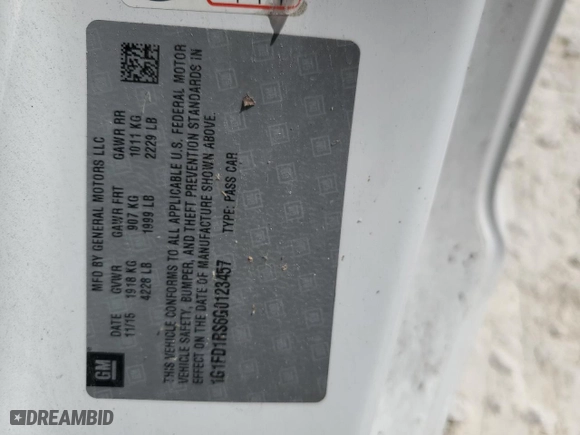 MFD BY GENERAL MOTORS LLC
DATE GVWR GAWR FRT GAWR RR
11/15 1918 KG 907 KG 1011 KG
4228 LB 1999 LB 2229 LB
THIS VEHICLE CONFORMS TO ALL APPLICABLE U.S. FEDERAL MOTOR
VEHICLE SAFETY, BUMPER, AND THEFT PREVENTION STANDARDS IN
EFFECT ON THE DATE OF MANUFACTURE SHOWN ABOVE.
1G1FD1RS6G0123457 TYPE: PASS CAR
GM
DREAMBID